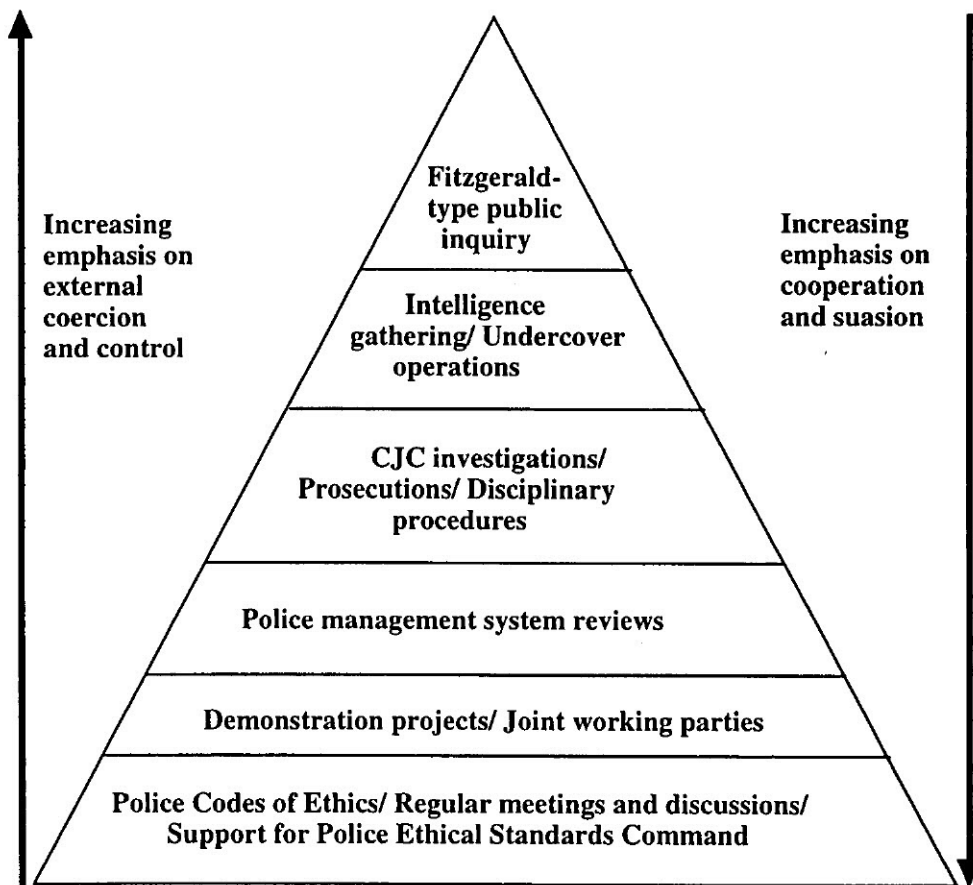 Fitzgerald-
type public
inquiry
Increasing
emphasis on
external
coercion
and control
Increasing
emphasis on
cooperation
and suasion
Intelligence
gathering/ Undercover
operations
CJC investigations/
Prosecutions/ Disciplinary
procedures
Police management system reviews
Demonstration projects/ Joint working parties
Police Codes of Ethics/ Regular meetings and discussions/
Support for Police Ethical Standards Command